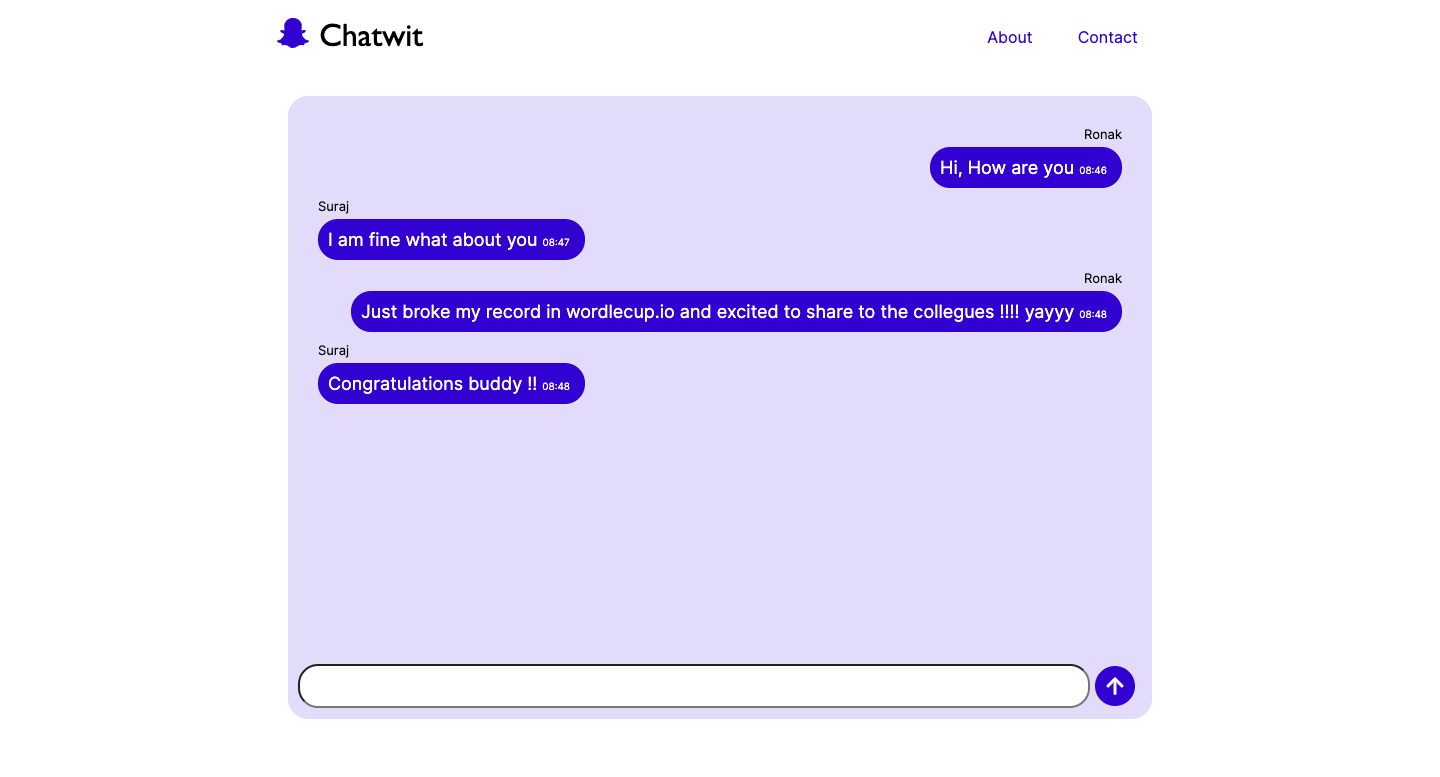 Chatwit
About
Contact
Ronak
Hi, How are you 08:46
Suraj
I am fine what about you 08:47
Ronak
Just broke my record in wordlecup.io and excited to share to the collegues !!!! yayyy 08:48
Suraj
Congratulations buddy !! 08:48